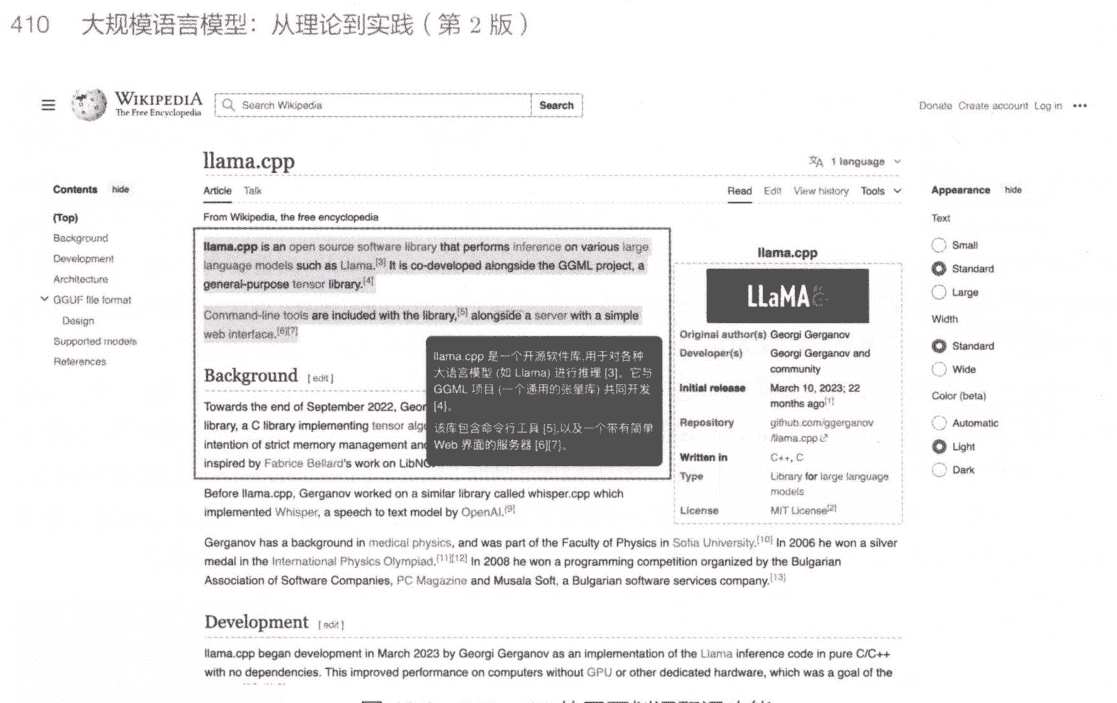 410 大规模语言模型：从理论到实践（第 2 版）
WIKIPEDIA
The Free Encyclopedia
Search Wikipedia
Search
Donate Create account Log in
llama.cpp
1 language
Contents hide
(Top)
Background
Development
Architecture
GGUF file format
Design
Supported models
References
Article Talk
Read Edit View history Tools
From Wikipedia, the free encyclopedia
llama.cpp is an open source software library that performs inference on various large
language models such as Llama.[3] It is co-developed alongside the GGML project, a
general-purpose tensor library.[4]
Command-line tools are included with the library,[5] alongside a server with a simple
web interface.[6][7]
llama.cpp 是一个开源软件库,用于对各种
大语言模型 (如 Llama) 进行推理 [3]。它与
GGML 项目 (一个通用的张量库) 共同开发
[4]。
该库包含命令行工具 [5],以及一个带有简单
Web 界面的服务器 [6][7]。
Background [edit]
Towards the end of September 2022,
library, a C library implementing tensor
intention of strict memory management
inspired by Fabrice Bellard's work on
Before llama.cpp, Gerganov worked on a similar library called whisper.cpp which
implemented Whisper, a speech to text model by OpenAI.[9]
Gerganov has a background in medical physics, and was part of the Faculty of Physics in Sofia University.[10] In 2006 he won a silver
medal in the International Physics Olympiad.[11][12] In 2008 he won a programming competition organized by the Bulgarian
Association of Software Companies, PC Magazine and Musala Soft, a Bulgarian software services company.[13]
Development [edit]
llama.cpp began development in March 2023 by Georgi Gerganov as an implementation of the Llama inference code in pure C/C++
with no dependencies. This improved performance on computers without GPU or other dedicated hardware, which was a goal of the
llama.cpp
LLaMA
Original author(s) Georgi Gerganov
Developer(s) Georgi Gerganov and
community
Initial release March 10, 2023; 22
months ago[1]
Repository github.com/ggerganov
/llama.cpp
Written in C++, C
Type Library for large language
models
License MIT License[2]
Appearance hide
Text
Small
Standard
Large
Width
Standard
Wide
Color (beta)
Automatic
Light
Dark